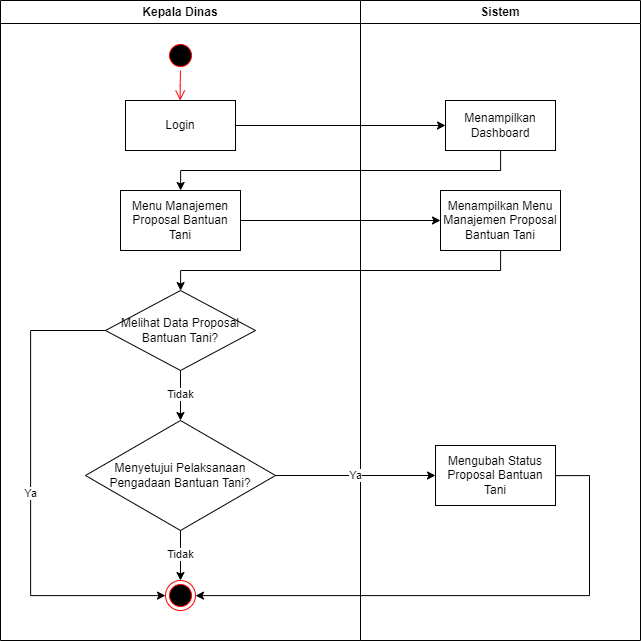 Kepala Dinas
Sistem
Login
Menampilkan
Dashboard
Menu Manajemen
Proposal Bantuan
Tani
Menampilkan Menu
Manajemen Proposal
Bantuan Tani
Melihat Data Proposal
Bantuan Tani?
Tidak
Menyetujui Pelaksanaan
Pengadaan Bantuan Tani?
Ya
Mengubah Status
Proposal Bantuan
Tani
Ya
Tidak